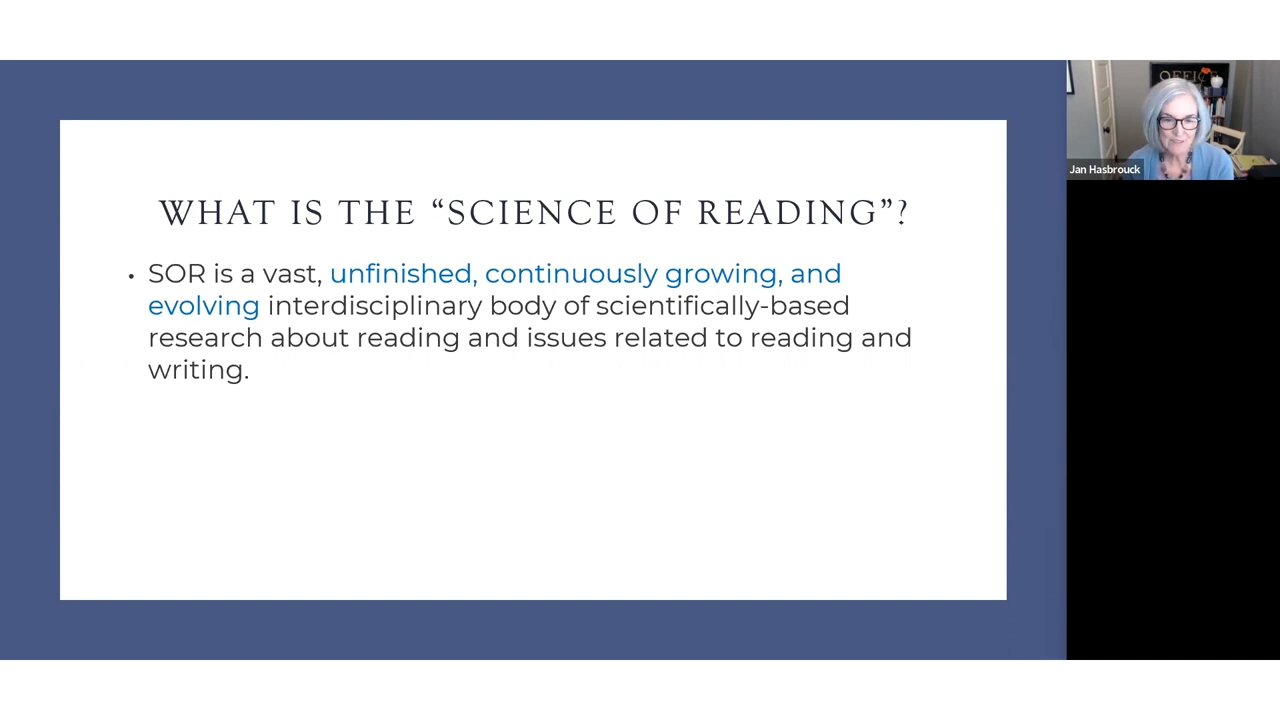 WHAT IS THE “SCIENCE OF READING”?
• SOR is a vast, unfinished, continuously growing, and
evolving interdisciplinary body of scientifically-based
research about reading and issues related to reading and
writing.
OFFICE
Jan Hasbrouck